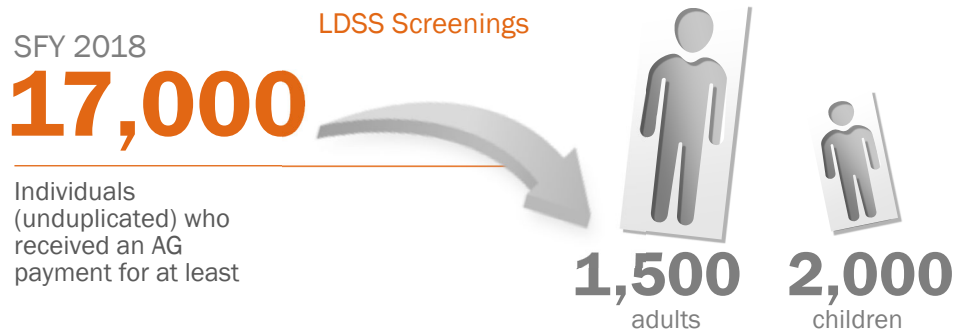 LDSS Screenings
SFY 2018
17,000
Individuals
(unduplicated) who
received an AG
payment for at least
1,500
adults
2,000
children